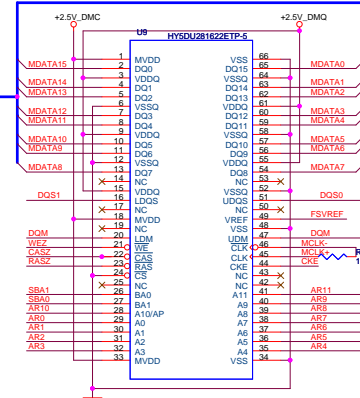 +2.5V_DMC +2.5V_DMQ
U9 HY5DU281622ETP-5
1 MVDD VSS 66
MDATA15 2 DQ0 DQ15 65 MDATA0
3 VDDQ VSSQ 64
MDATA14 4 DQ1 DQ14 63 MDATA1
MDATA13 5 DQ2 DQ13 62 MDATA2
6 VSSQ VDDQ 61
MDATA12 7 DQ3 DQ12 60 MDATA3
MDATA11 8 DQ4 DQ11 59 MDATA4
9 VDDQ VSSQ 58
MDATA10 10 DQ5 DQ10 57 MDATA5
MDATA9 11 DQ6 DQ9 56 MDATA6
12 VSSQ VDDQ 55
MDATA8 13 DQ7 DQ8 54 MDATA7
14 NC NC 53
15 VDDQ VSSQ 52
DQS1 16 LDQS UDQS 51 DQS0
17 NC NC 50
18 MVDD VREF 49 FSVREF
19 NC VSS 48
DQM 20 LDM UDM 47 DQM
WEZ 21 WE CLK 46 MCLK-
CASZ 22 CAS CLK 45 MCLK+
RASZ 23 RAS CKE 44 CKE
24 CS NC 43
25 NC NC 42
SBA1 26 BA0 A11 41 AR11
SBA0 27 BA1 A9 40 AR9
AR10 28 A10/AP A8 39 AR8
AR0 29 A0 A7 38 AR7
AR1 30 A1 A6 37 AR6
AR2 31 A2 A5 36 AR5
AR3 32 A3 A4 35 AR4
33 MVDD VSS 34